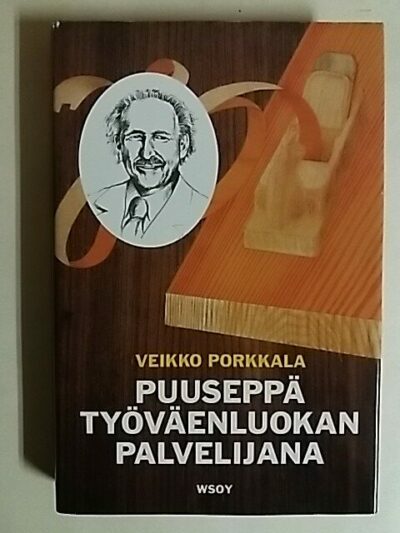 VEIKKO PORKKALA
PUUSEPPÄ
TYÖVÄENLUOKAN
PALVELIJANA
WSOY